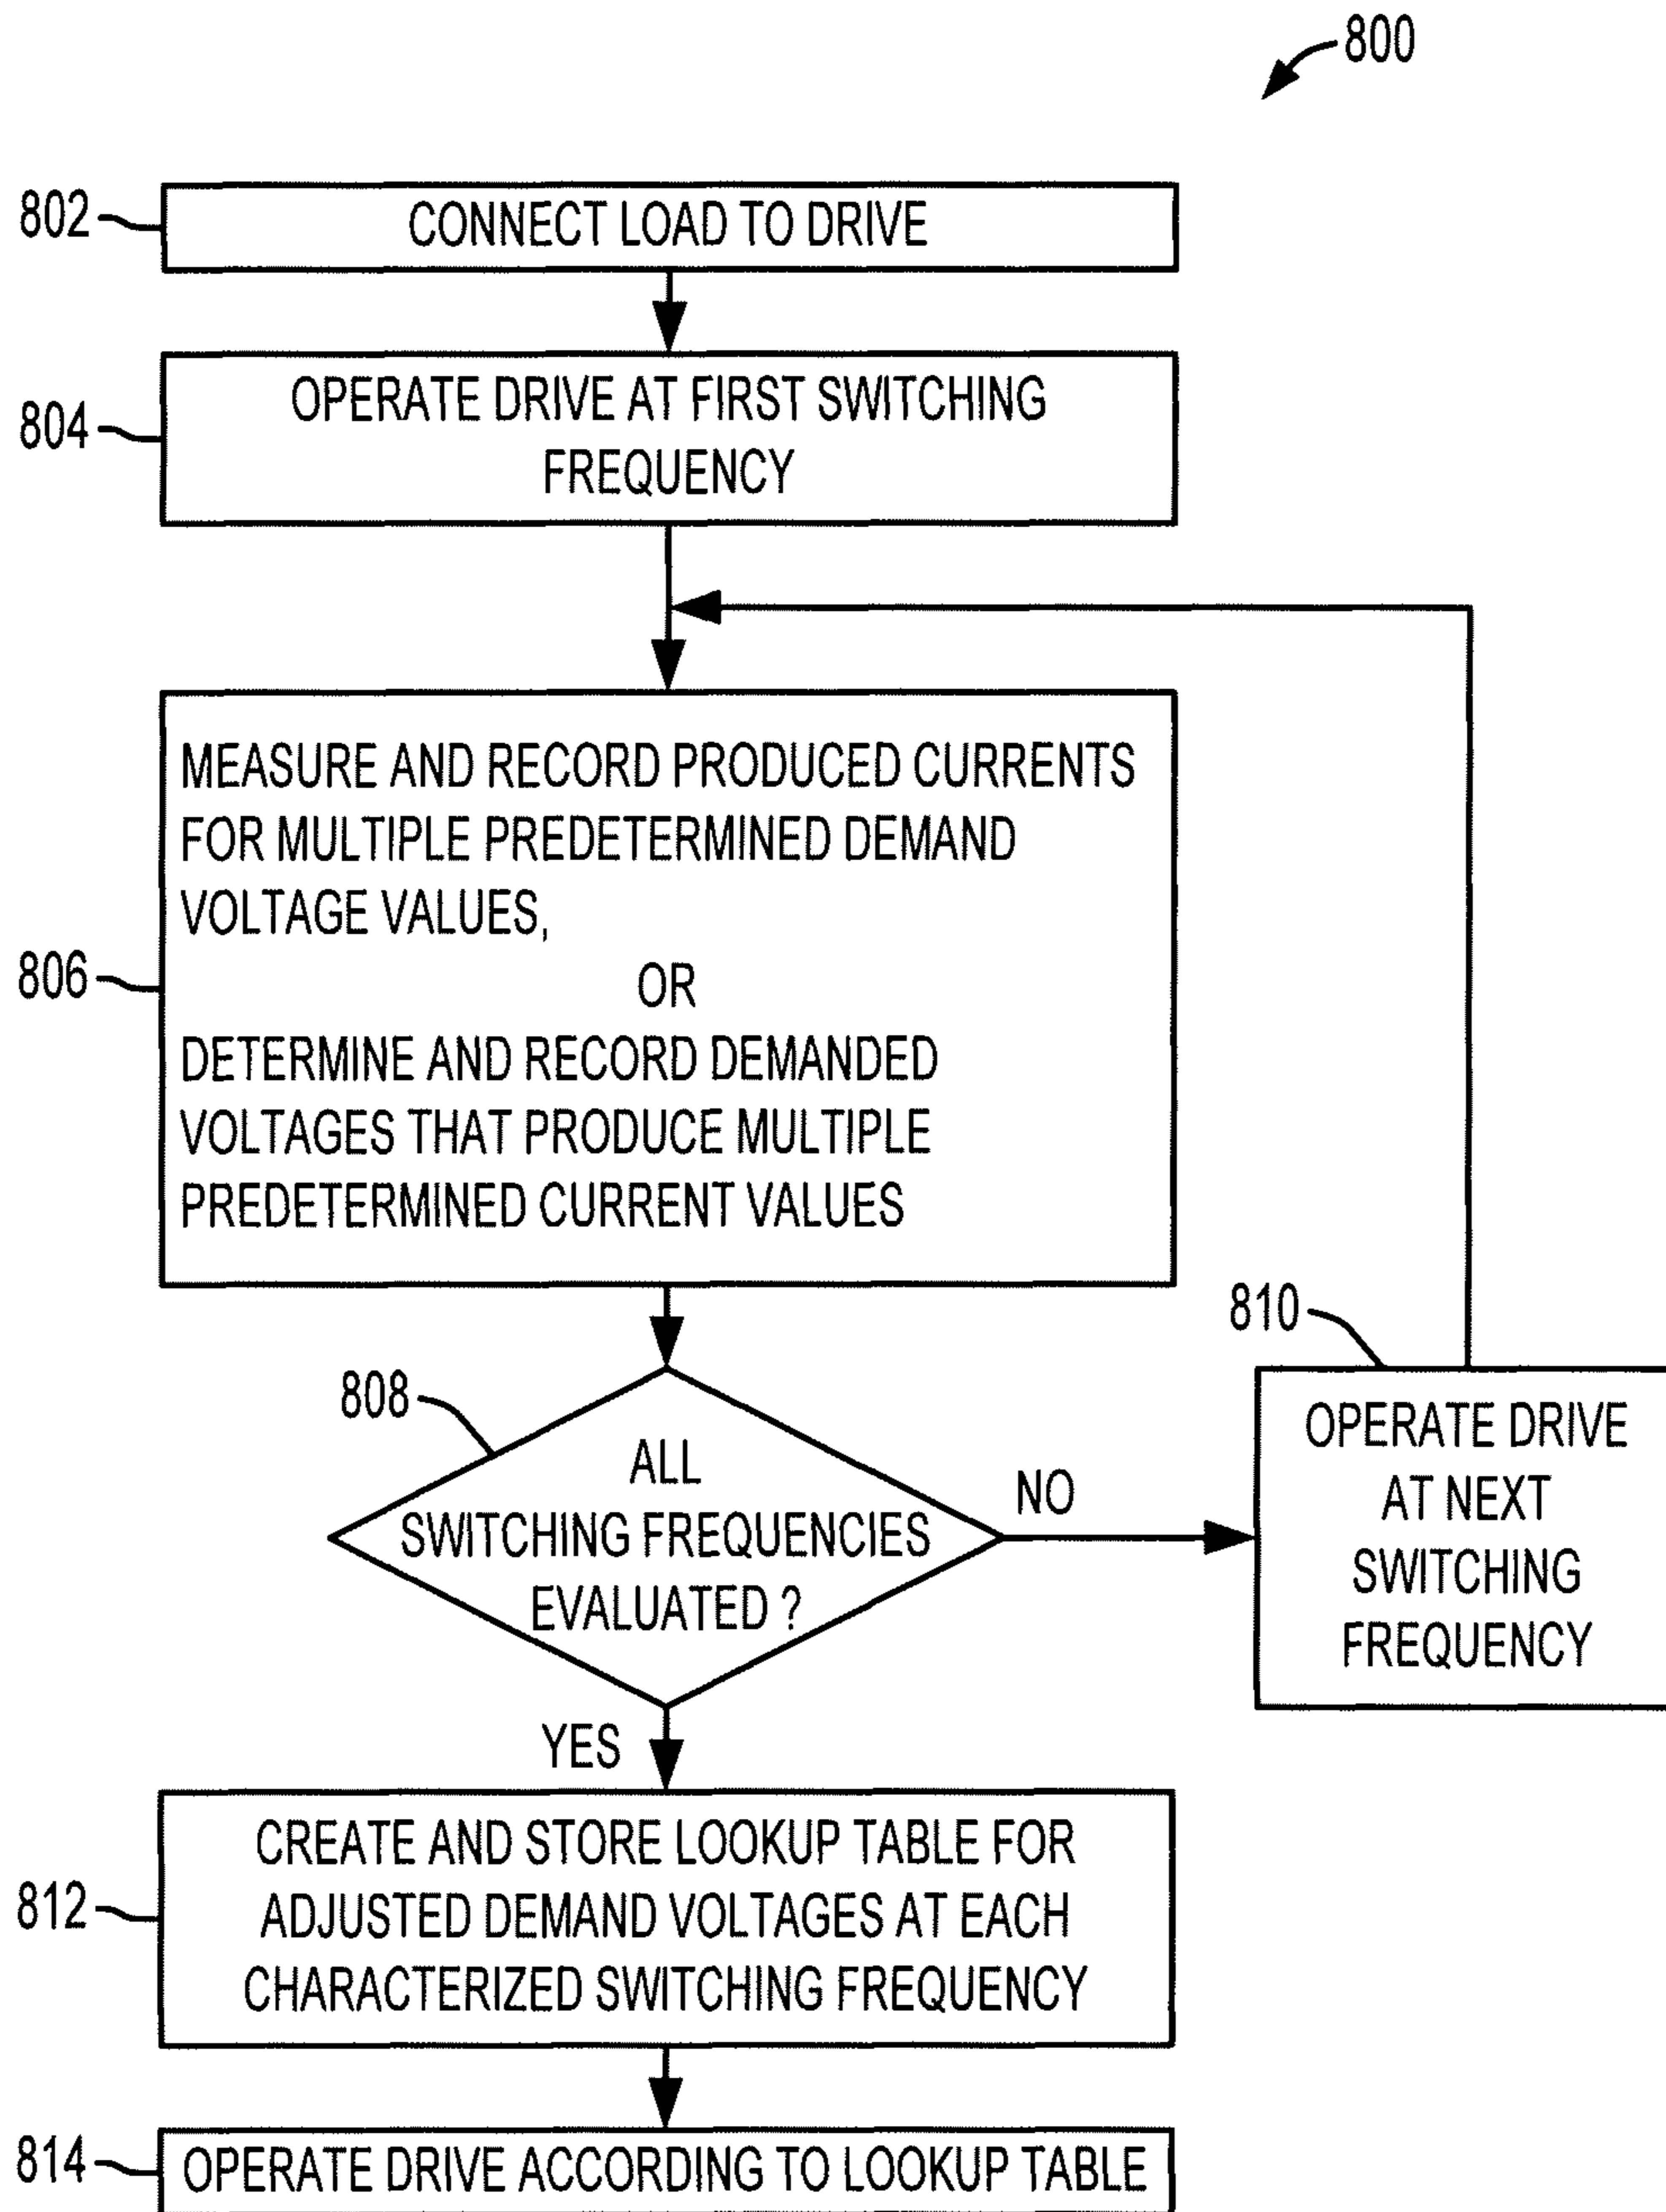 800
802
CONNECT LOAD TO DRIVE
804
OPERATE DRIVE AT FIRST SWITCHING
FREQUENCY
806
MEASURE AND RECORD PRODUCED CURRENTS
FOR MULTIPLE PREDETERMINED DEMAND
VOLTAGE VALUES,
OR
DETERMINE AND RECORD DEMANDED
VOLTAGES THAT PRODUCE MULTIPLE
PREDETERMINED CURRENT VALUES
808
ALL
SWITCHING FREQUENCIES
EVALUATED ?
NO
810
OPERATE DRIVE
AT NEXT
SWITCHING
FREQUENCY
YES
812
CREATE AND STORE LOOKUP TABLE FOR
ADJUSTED DEMAND VOLTAGES AT EACH
CHARACTERIZED SWITCHING FREQUENCY
814
OPERATE DRIVE ACCORDING TO LOOKUP TABLE